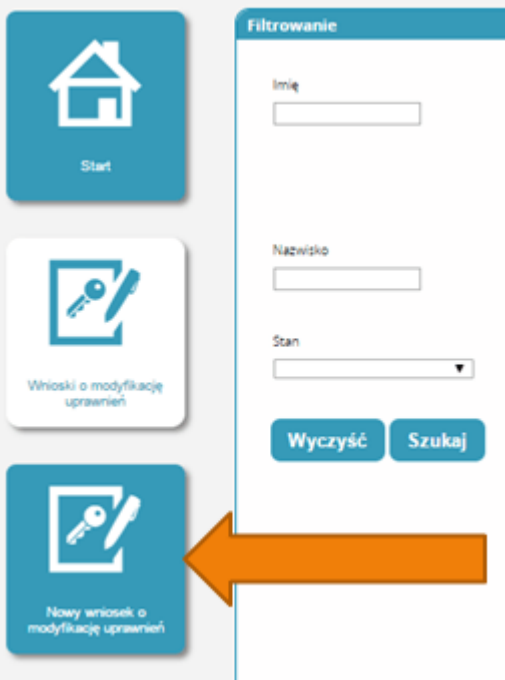 Start
Wnioski o modyfikację
uprawnień
Nowy wniosek o
modyfikację uprawnień
Filtrowanie
Imię
Nazwisko
Stan
Wyczyść
Szukaj